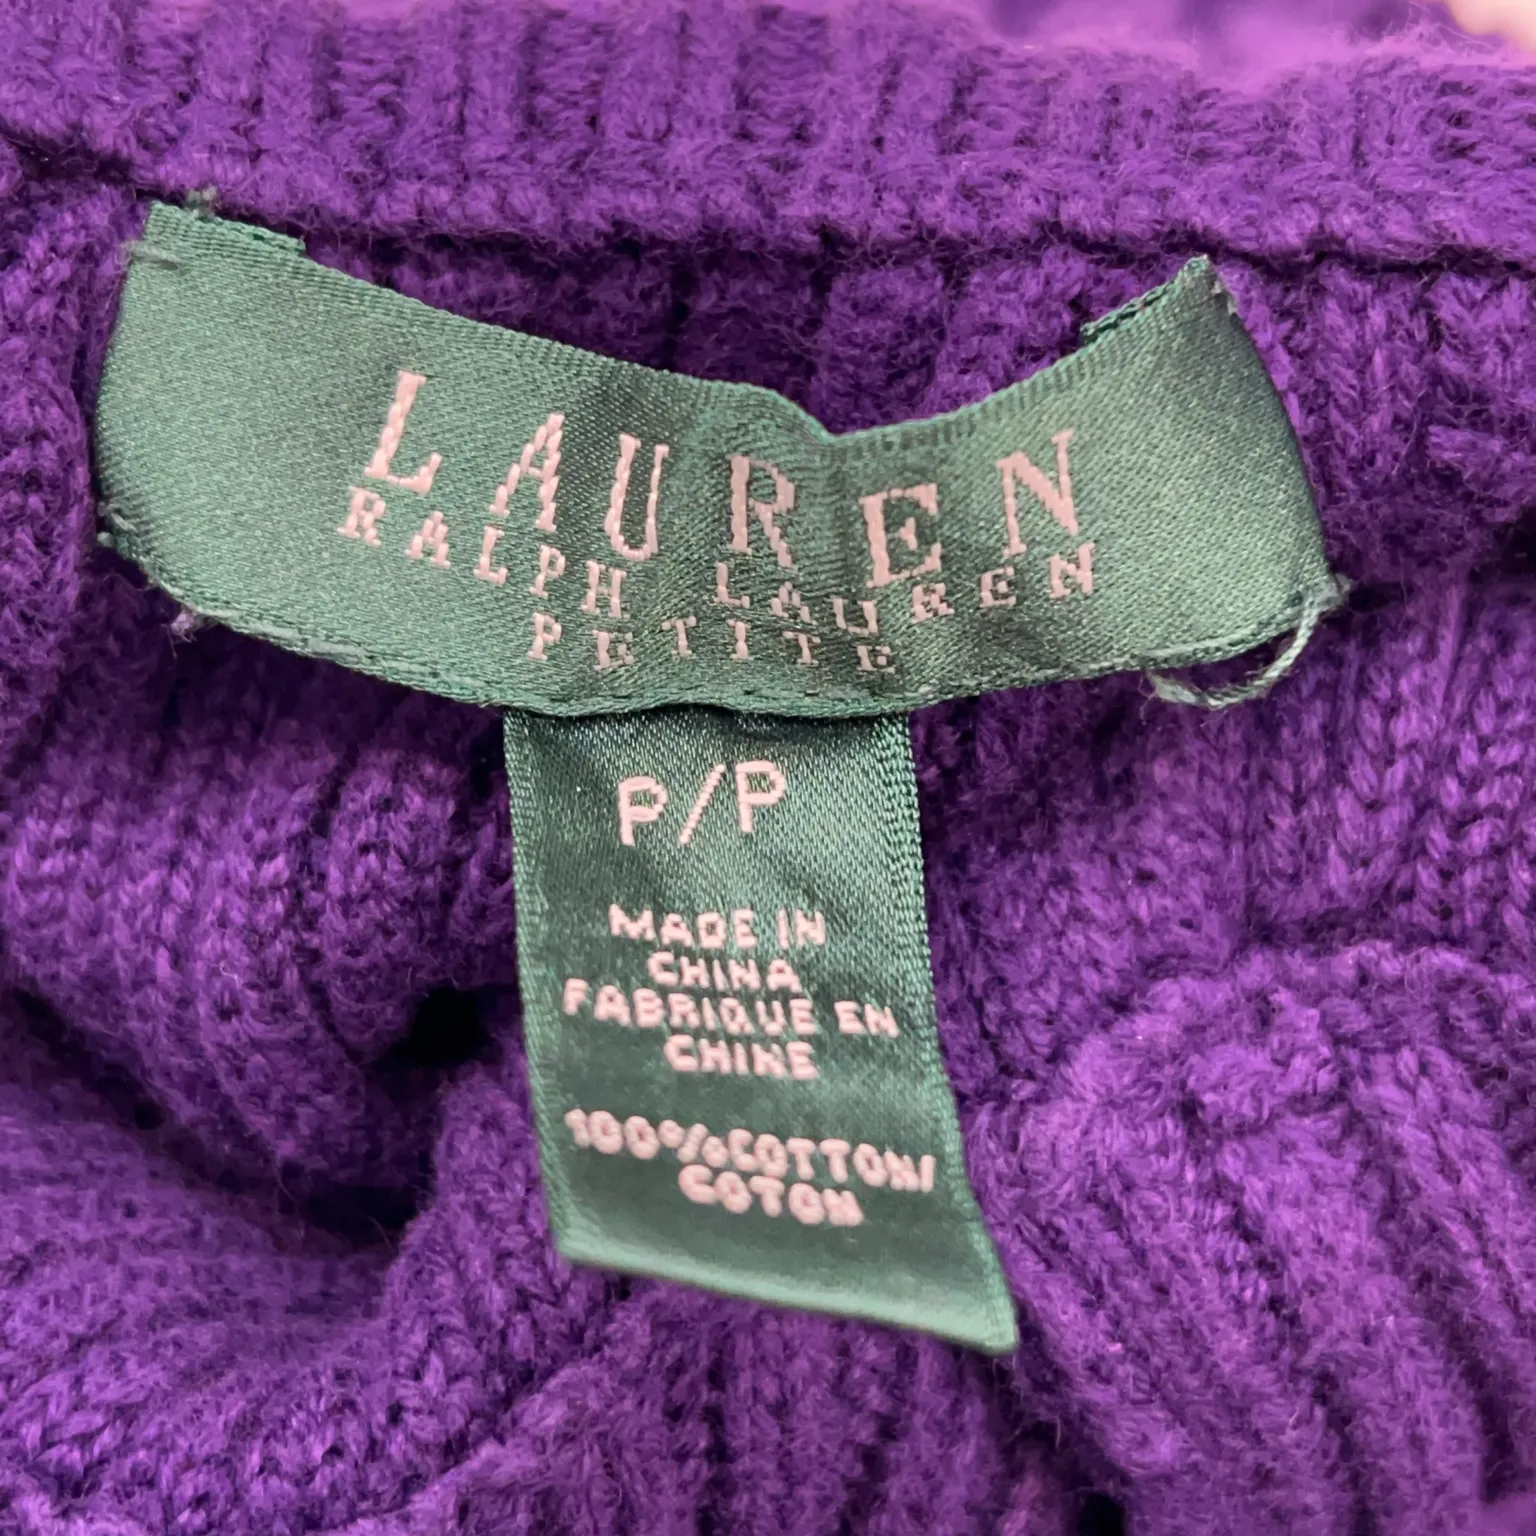 LAUREN
RALPH LAUREN
PETITE
P/P
MADE IN
CHINA
FABRIQUE EN
CHINE
100%COTTON/
COTON